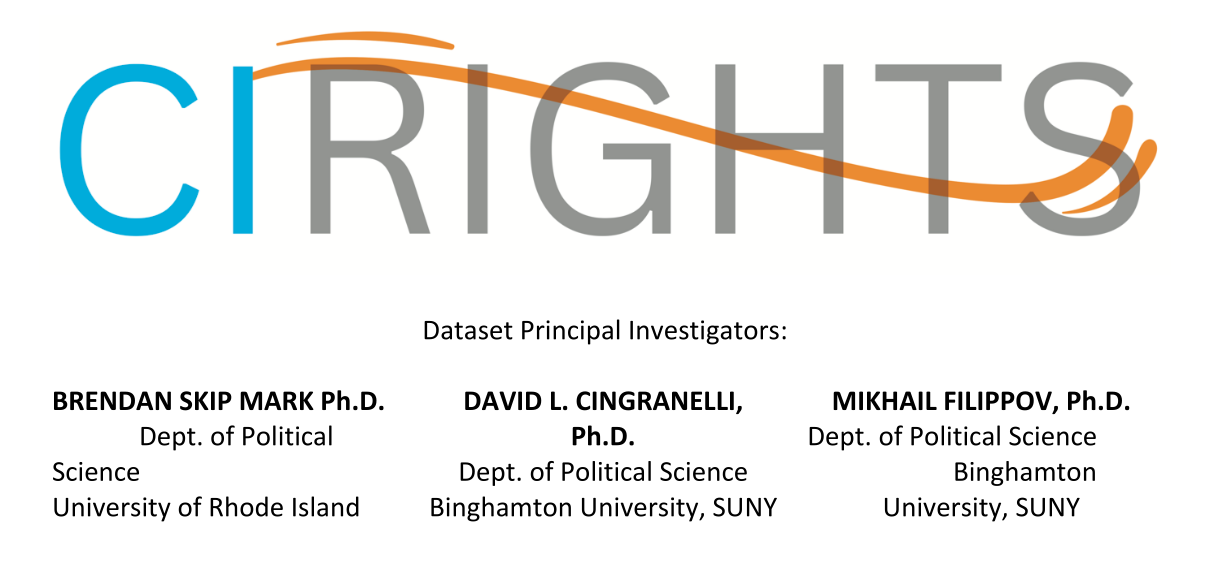 CIRIGHTS
Dataset Principal Investigators:
BRENDAN SKIP MARK Ph.D.
Dept. of Political
Science
University of Rhode Island
DAVID L. CINGRANELLI,
Ph.D.
Dept. of Political Science
Binghamton University, SUNY
MIKHAIL FILIPPOV, Ph.D.
Dept. of Political Science
Binghamton
University, SUNY